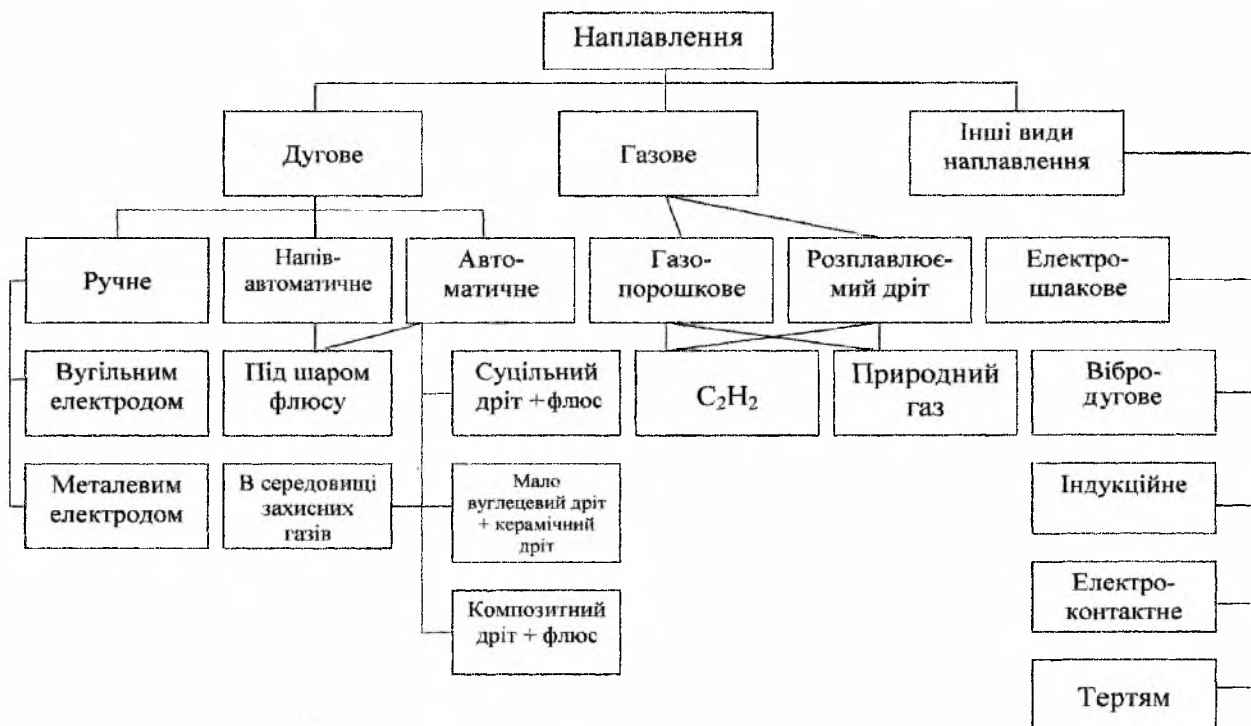 Наплавлення
Дугове
Газове
Інші види
наплавлення
Ручне
Напів-
автоматичне
Авто-
матичне
Газо-
порошкове
Розплавлює-
мий дріт
Електро-
шлакове
Вугільним
електродом
Під шаром
флюсу
Суцільний
дріт +флюс
C₂H₂
Природний
газ
Вібро-
дугове
Металевим
електродом
В середовищі
захисних
газів
Мало
вуглецевий дріт
+ керамічний
дріт
Індукційне
Композитний
дріт + флюс
Електро-
контактне
Тертям